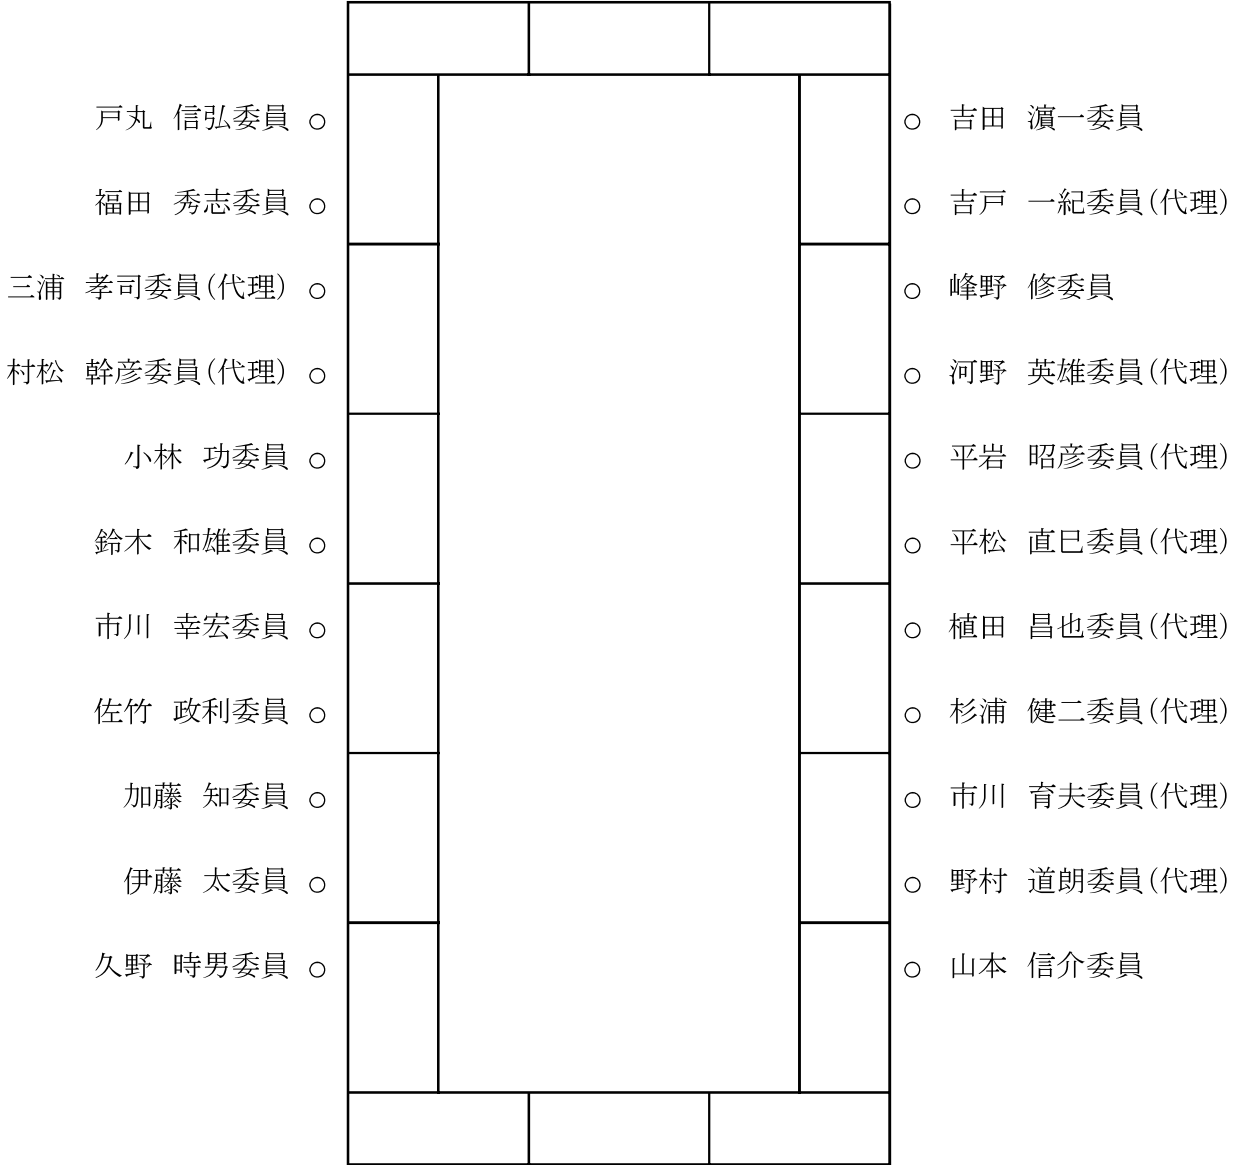 戸丸 信弘委員 ○
福田 秀志委員 ○
三浦 孝司委員(代理) ○
村松 幹彦委員(代理) ○
小林 功委員 ○
鈴木 和雄委員 ○
市川 幸宏委員 ○
佐竹 政利委員 ○
加藤 知委員 ○
伊藤 太委員 ○
久野 時男委員 ○
○ 吉田 濵一委員
○ 吉戸 一紀委員(代理)
○ 峰野 修委員
○ 河野 英雄委員(代理)
○ 平岩 昭彦委員(代理)
○ 平松 直巳委員(代理)
○ 植田 昌也委員(代理)
○ 杉浦 健二委員(代理)
○ 市川 育夫委員(代理)
○ 野村 道朗委員(代理)
○ 山本 信介委員